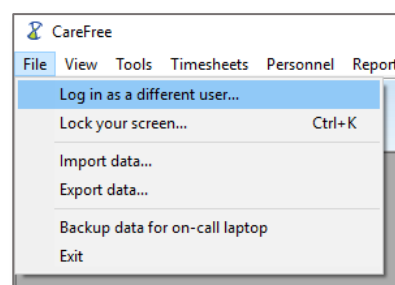 CareFree
File View Tools Timesheets Personnel Repor
Log in as a different user...
Lock your screen... Ctrl+K
Import data...
Export data...
Backup data for on-call laptop
Exit